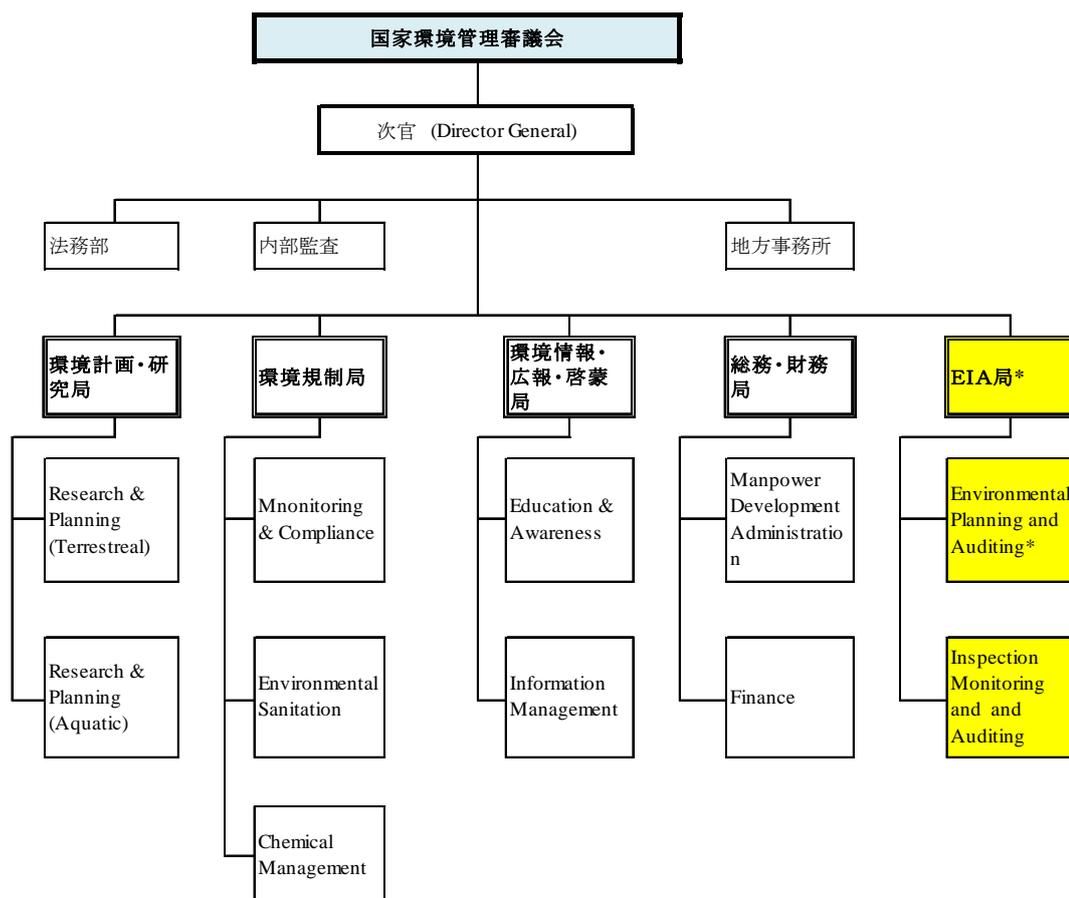 国家環境管理審議会
次官 (Director General)
法務部
内部監査
地方事務所
環境計画・研
究局
環境規制局
環境情報・
広報・啓蒙
局
総務・財務
局
EIA局*
Research &
Planning
(Terrestreal)
Mnonitoring
& Compliance
Education &
Awareness
Manpower
Development
Administratio
n
Environmental
Planning and
Auditing*
Research &
Planning
(Aquatic)
Environmental
Sanitation
Information
Management
Finance
Inspection
Monitoring
and and
Auditing
Chemical
Management